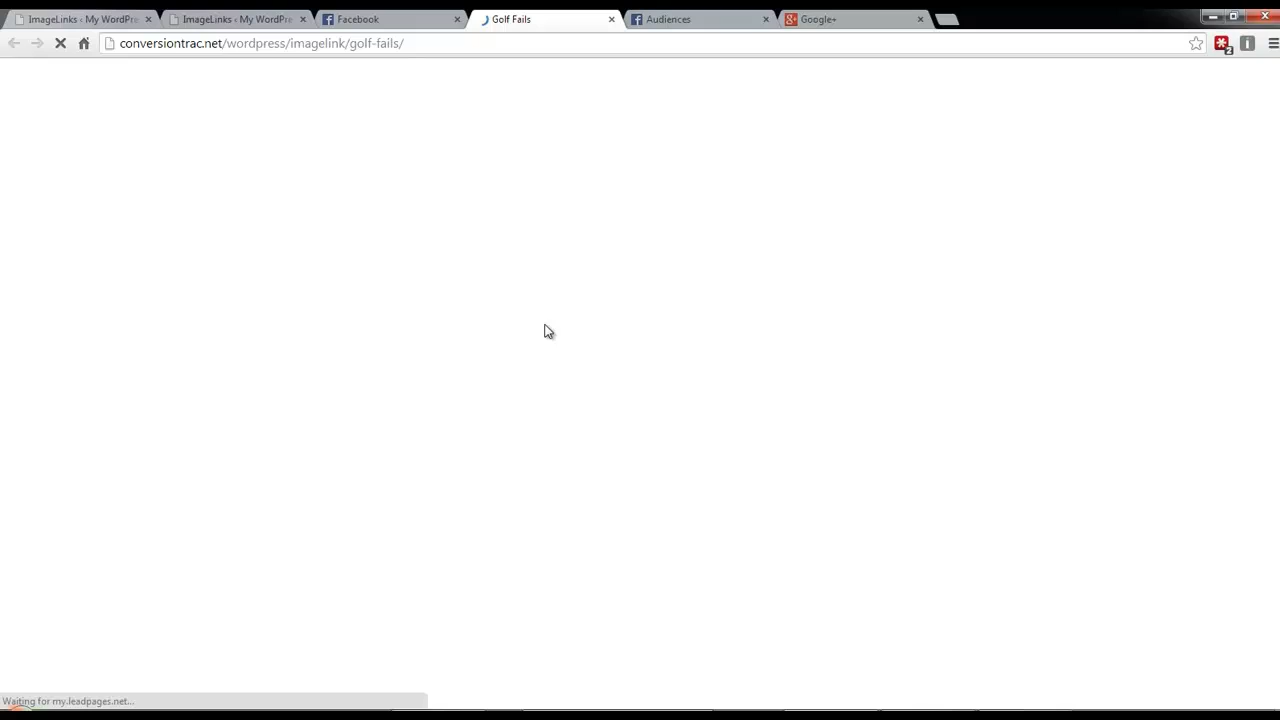 ImageLinks ‹ My WordPre
ImageLinks ‹ My WordPre
Facebook
Golf Fails
Audiences
Google+
conversiontrac.net/wordpress/imagelink/golf-fails/
2
Waiting for my.leadpages.net...